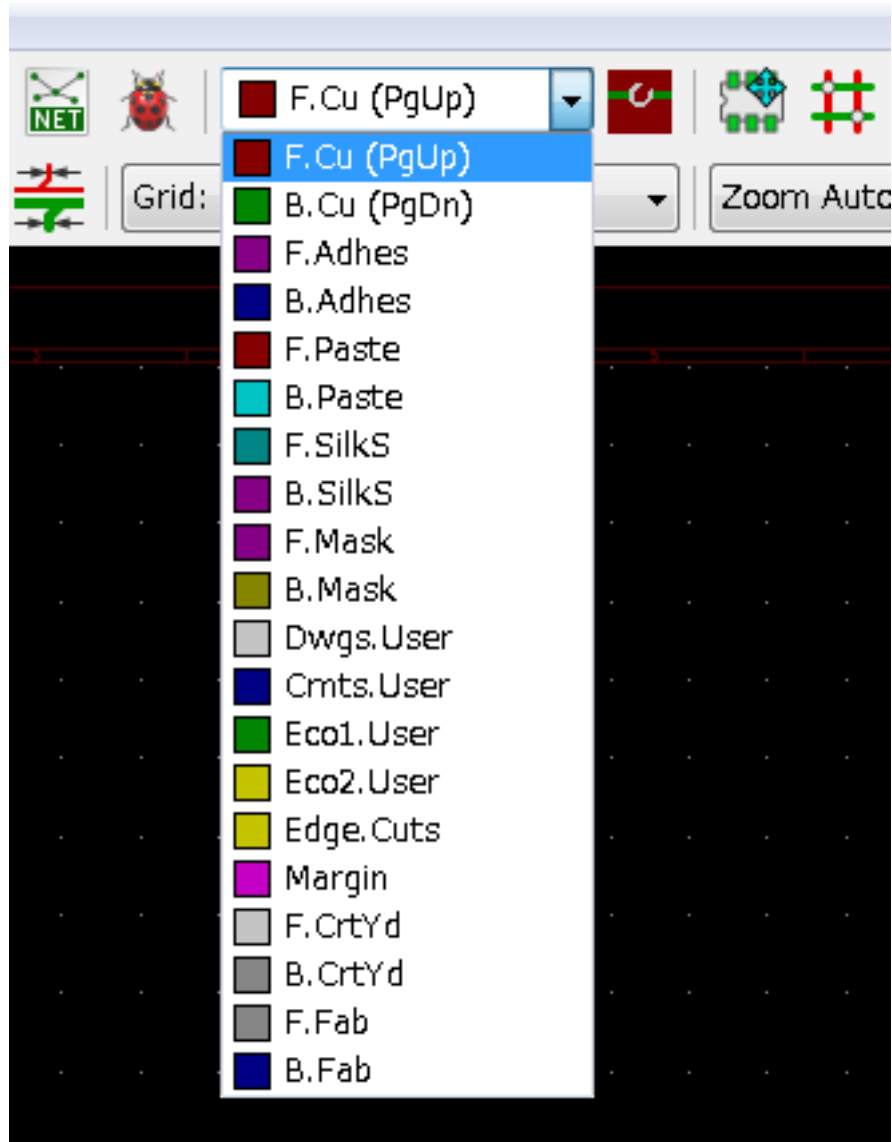 NET
F.Cu (PgUp)
F.Cu (PgUp)
Grid:
B.Cu (PgDn)
Zoom Auto
F.Adhes
B.Adhes
F.Paste
B.Paste
F.SilkS
B.SilkS
F.Mask
B.Mask
Dwgs.User
Cmts.User
Eco1.User
Eco2.User
Edge.Cuts
Margin
F.CrtYd
B.CrtYd
F.Fab
B.Fab